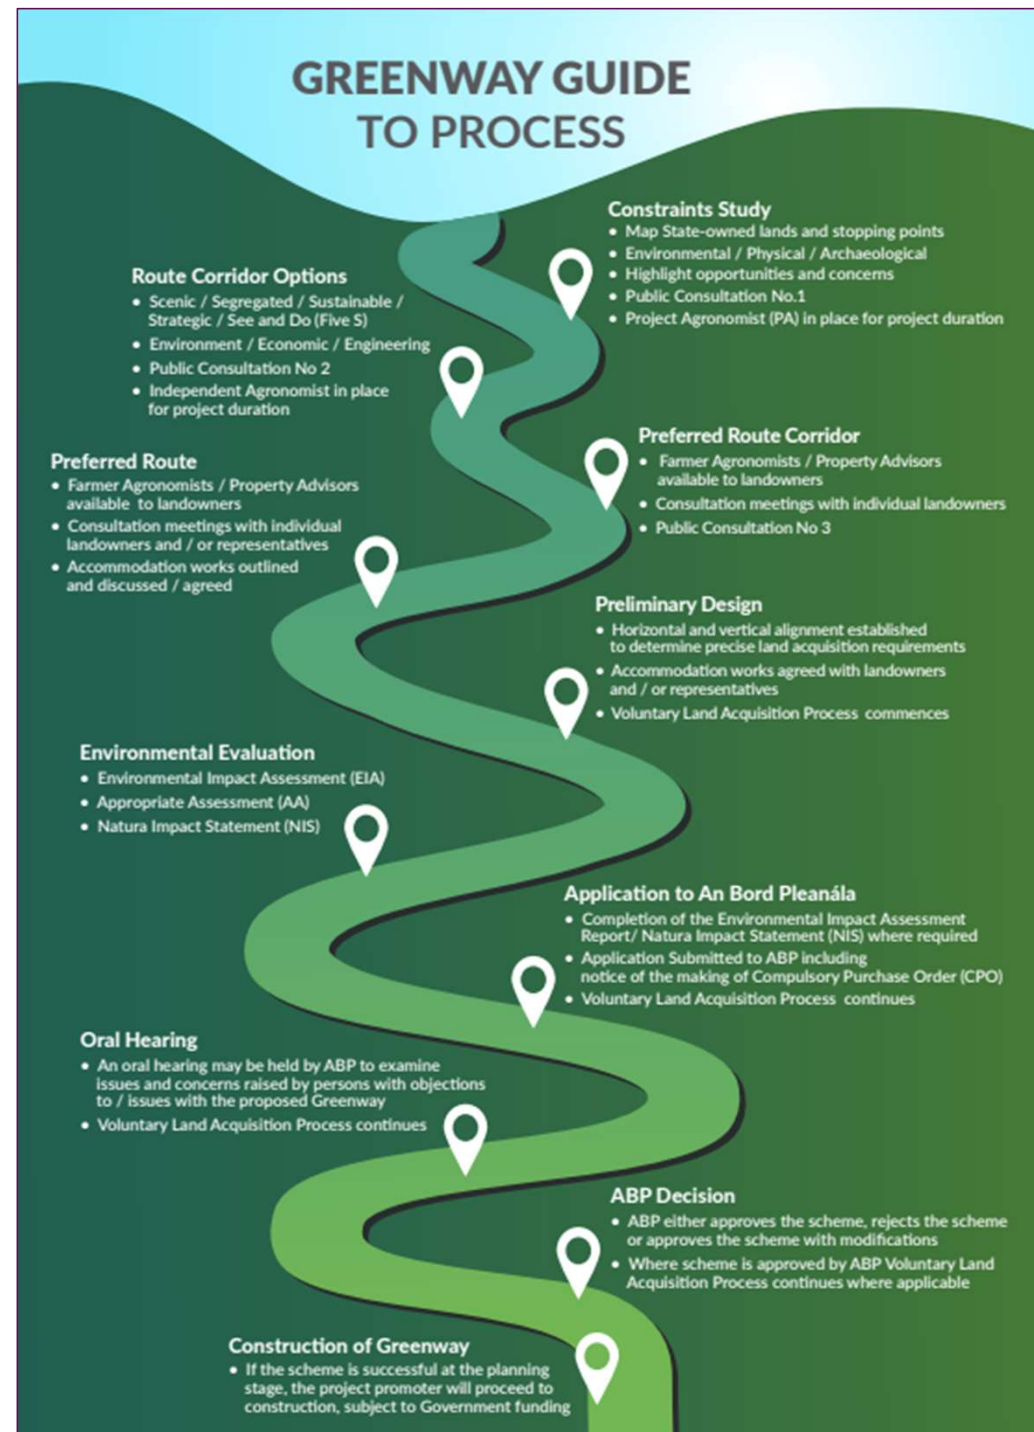 GREENWAY GUIDE
TO PROCESS
Constraints Study
• Map State-owned lands and stopping points
• Environmental / Physical / Archaeological
• Highlight opportunities and concerns
• Public Consultation No.1
• Project Agronomist (PA) in place for project duration
Route Corridor Options
• Scenic / Segregated / Sustainable /
Strategic / See and Do (Five S)
• Environment / Economic / Engineering
• Public Consultation No 2
• Independent Agronomist in place
for project duration
Preferred Route Corridor
• Farmer Agronomists / Property Advisors
available to landowners
• Consultation meetings with individual landowners
• Public Consultation No 3
Preferred Route
• Farmer Agronomists / Property Advisors
available to landowners
• Consultation meetings with individual
landowners and / or representatives
• Accommodation works outlined
and discussed / agreed
Preliminary Design
• Horizontal and vertical alignment established
to determine precise land acquisition requirements
• Accommodation works agreed with landowners
and / or representatives
• Voluntary Land Acquisition Process commences
Environmental Evaluation
• Environmental Impact Assessment (EIA)
• Appropriate Assessment (AA)
• Natura Impact Statement (NIS)
Application to An Bord Pleanála
• Completion of the Environmental Impact Assessment
Report/ Natura Impact Statement (NIS) where required
• Application Submitted to ABP including
notice of the making of Compulsory Purchase Order (CPO)
• Voluntary Land Acquisition Process continues
Oral Hearing
• An oral hearing may be held by ABP to examine
issues and concerns raised by persons with objections
to / issues with the proposed Greenway
• Voluntary Land Acquisition Process continues
ABP Decision
• ABP either approves the scheme, rejects the scheme
or approves the scheme with modifications
• Where scheme is approved by ABP Voluntary Land
Acquisition Process continues where applicable
Construction of Greenway
• If the scheme is successful at the planning
stage, the project promoter will proceed to
construction, subject to Government funding